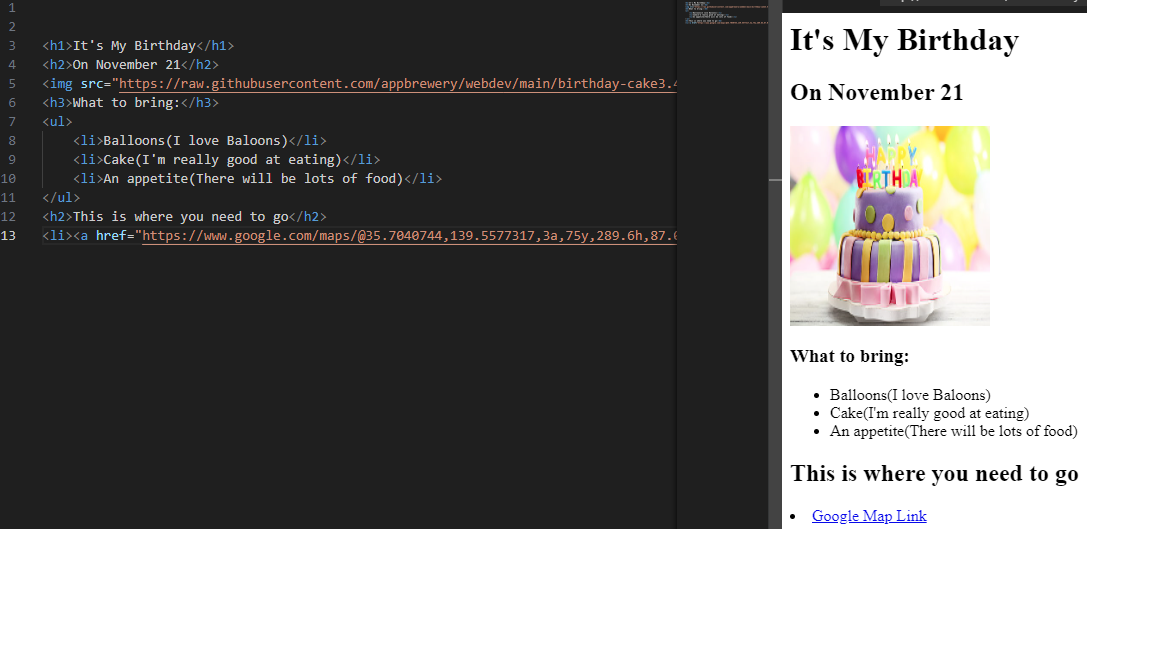 1
2
3 <h1>It's My Birthday</h1>
4 <h2>On November 21</h2>
5 <img src="https://raw.githubusercontent.com/appbrewery/webdev/main/birthday-cake3.4
6 <h3>What to bring:</h3>
7 <ul>
8 <li>Balloons(I love Baloons)</li>
9 <li>Cake(I'm really good at eating)</li>
10 <li>An appetite(There will be lots of food)</li>
11 </ul>
12 <h2>This is where you need to go</h2>
13 <li><a href="https://www.google.com/maps/@35.7040744,139.5577317,3a,75y,289.6h,87.
It's My Birthday
On November 21
HAPPY
BIRTHDAY
What to bring:
• Balloons(I love Baloons)
• Cake(I'm really good at eating)
• An appetite(There will be lots of food)
This is where you need to go
• Google Map Link